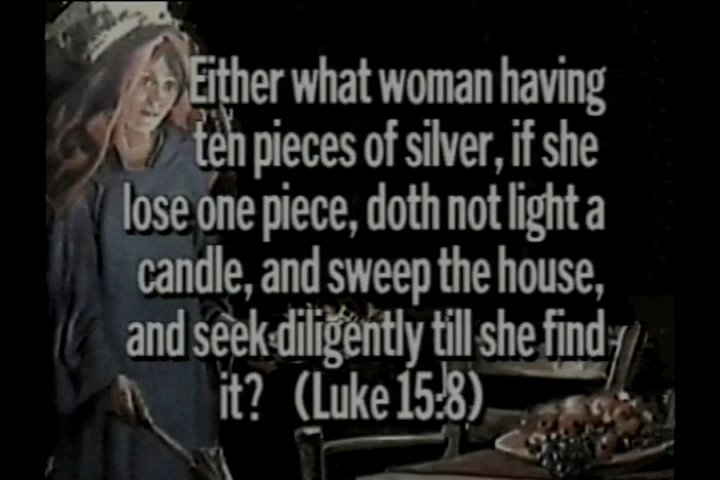 Either what woman having
ten pieces of silver, if she
lose one piece, doth not light a
candle, and sweep the house,
and seek diligently till she find
it? (Luke 15:8)